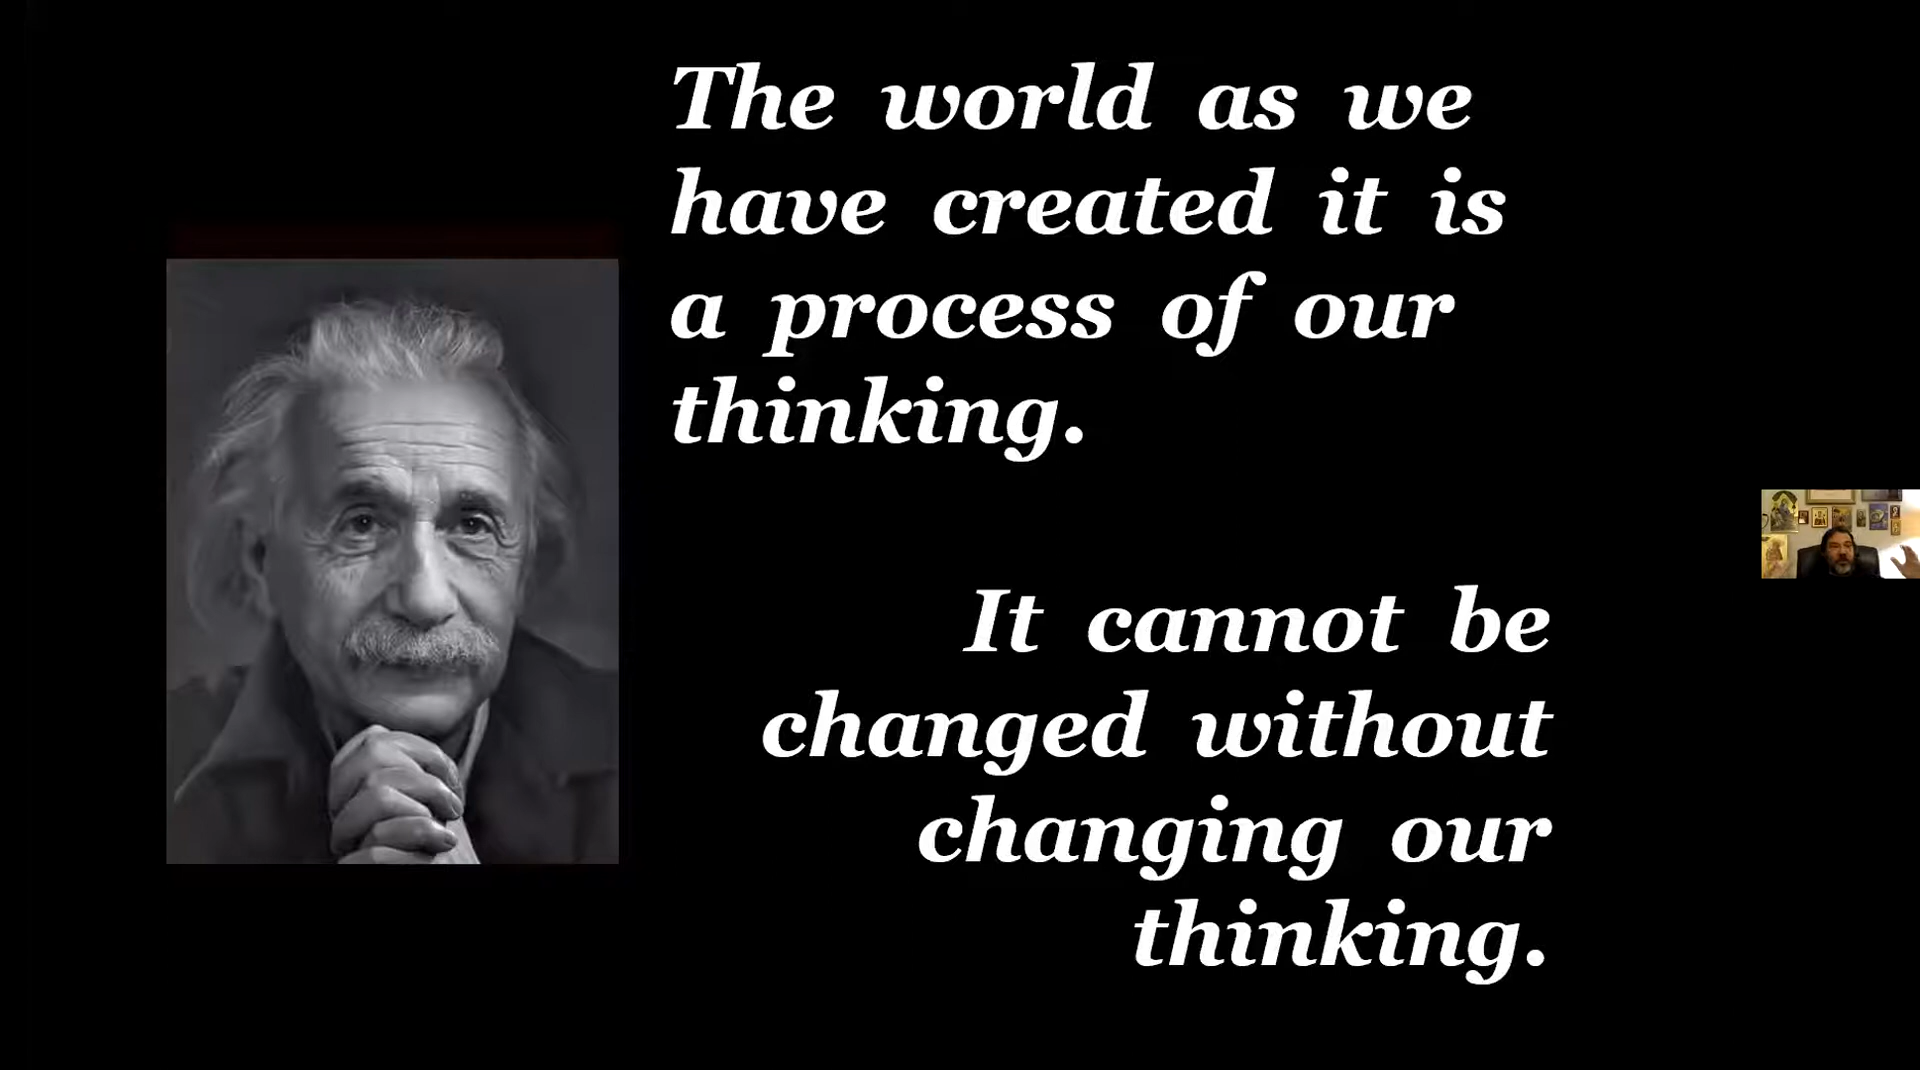 The world as we
have created it is
a process of our
thinking.
It cannot be
changed without
changing our
thinking.